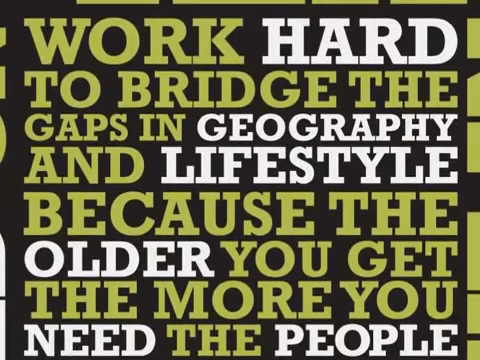 WORK HARD
TO BRIDGE THE
GAPS IN GEOGRAPHY
AND LIFESTYLE
BECAUSE THE
OLDER YOU GET
THE MORE YOU
NEED THE PEOPLE